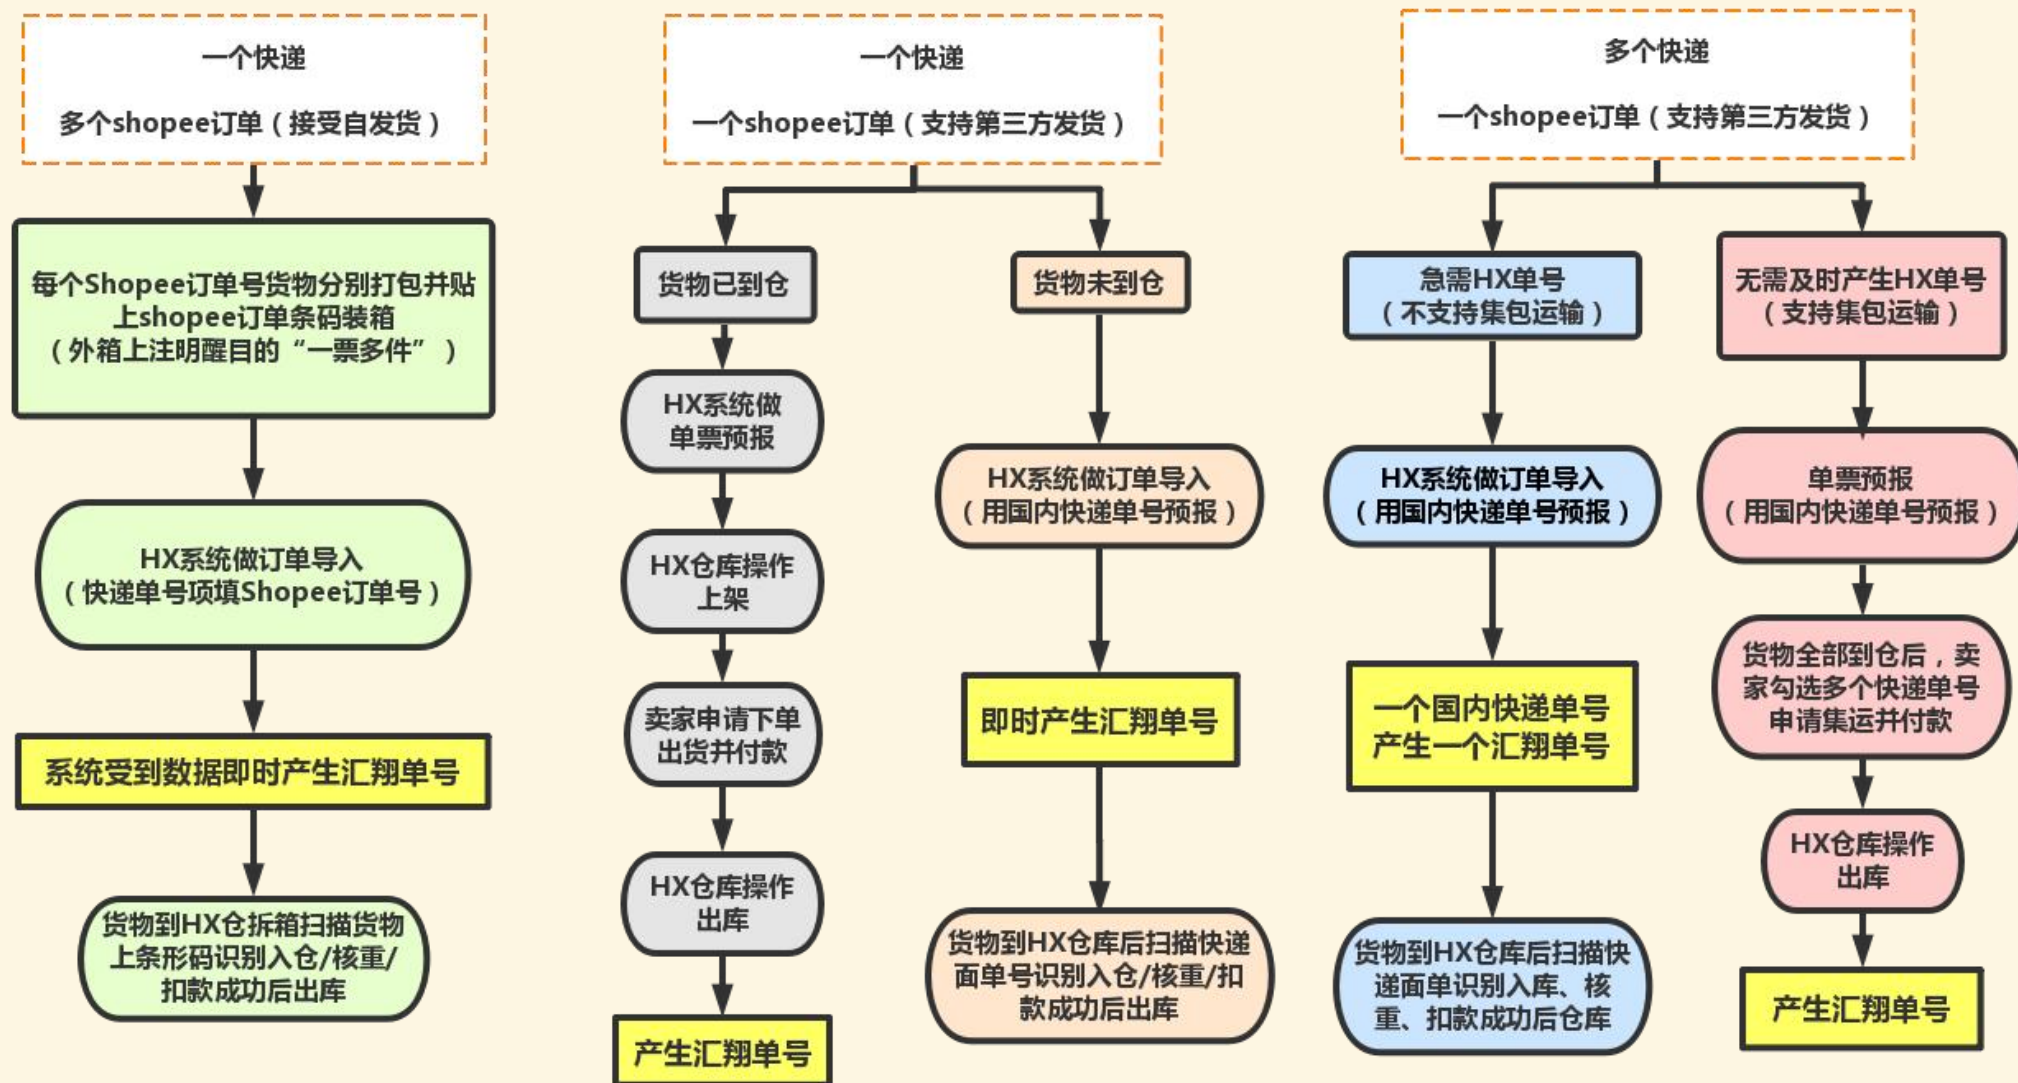 一个快递
多个shopee订单（接受自发货）
每个Shopee订单号货物分别打包并贴
上shopee订单条码装箱
（外箱上注明醒目的“一票多件” ）
HX系统做订单导入
（快递单号项填Shopee订单号）
系统受到数据即时产生汇翔单号
货物到HX仓拆箱扫描货物
上条形码识别入仓/核重/
扣款成功后出库
一个快递
一个shopee订单（支持第三方发货）
货物已到仓
HX系统做
单票预报
HX仓库操作
上架
卖家申请下单
出货并付款
HX仓库操作
出库
产生汇翔单号
货物未到仓
HX系统做订单导入
（用国内快递单号预报）
即时产生汇翔单号
货物到HX仓库后扫描快递
面单号识别入仓/核重/扣
款成功后出库
多个快递
一个shopee订单（支持第三方发货）
急需HX单号
（不支持集包运输）
HX系统做订单导入
（用国内快递单号预报）
一个国内快递单号
产生一个汇翔单号
货物到HX仓库后扫描快
递面单识别入库、核
重、扣款成功后仓库
无需及时产生HX单号
（支持集包运输）
单票预报
（用国内快递单号预报）
货物全部到仓后，卖
家勾选多个快递单号
申请集运并付款
HX仓库操作
出库
产生汇翔单号